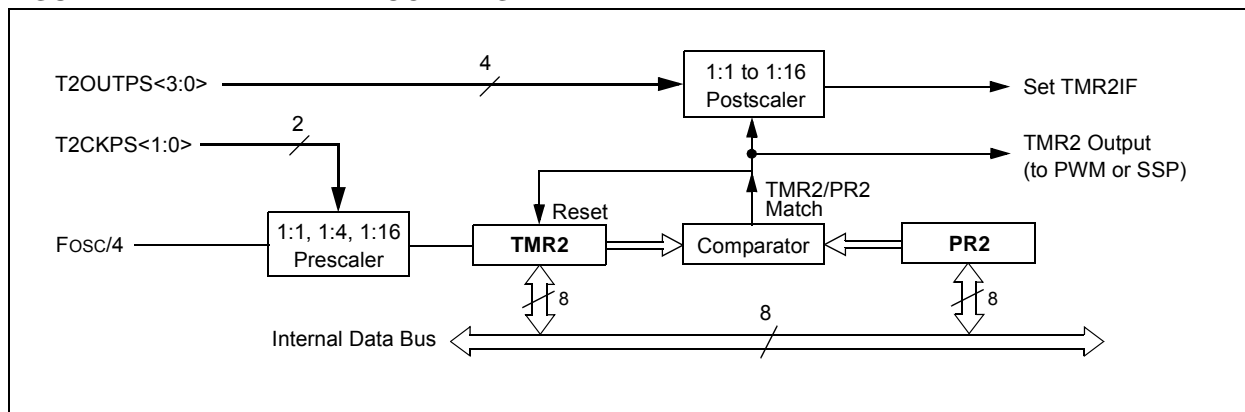 T2OUTPS<3:0>
4
1:1 to 1:16
Postscaler
Set TMR2IF
T2CKPS<1:0>
2
TMR2 Output
(to PWM or SSP)
TMR2/PR2
Match
Reset
FOSC/4
1:1, 1:4, 1:16
Prescaler
TMR2
Comparator
PR2
8
8
8
Internal Data Bus